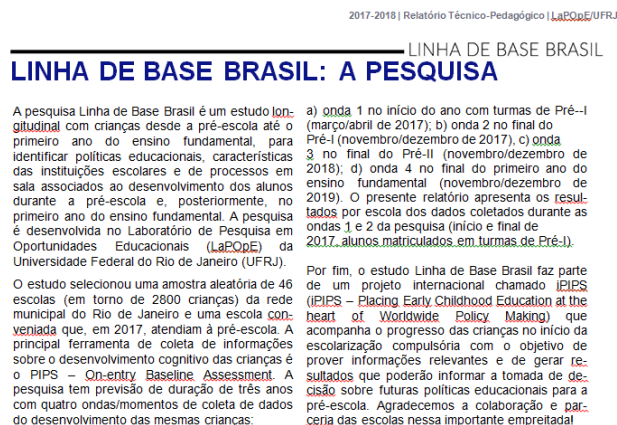 2017-2018 | Relatório Técnico-Pedagógico | LaPOpE/UFRJ
LINHA DE BASE BRASIL
LINHA DE BASE BRASIL: A PESQUISA
A pesquisa Linha de Base Brasil é um estudo lon-
gitudinal com crianças desde a pré-escola até o
primeiro ano do ensino fundamental, para
identificar políticas educacionais, características
das instituições escolares e de processos em
sala associados ao desenvolvimento dos alunos
durante a pré-escola e, posteriormente, no
primeiro ano do ensino fundamental. A pesquisa
é desenvolvida no Laboratório de Pesquisa em
Oportunidades Educacionais (LaPOpE) da
Universidade Federal do Rio de Janeiro (UFRJ).
O estudo selecionou uma amostra aleatória de 46
escolas (em torno de 2800 crianças) da rede
municipal do Rio de Janeiro e uma escola con-
veniada que, em 2017, atendiam à pré-escola. A
principal ferramenta de coleta de informações
sobre o desenvolvimento cognitivo das crianças é
o PIPS – On-entry Baseline Assessment. A
pesquisa tem previsão de duração de três anos
com quatro ondas/momentos de coleta de dados
do desenvolvimento das mesmas crianças:
a) onda 1 no início do ano com turmas de Pré--I
(março/abril de 2017); b) onda 2 no final do
Pré-I (novembro/dezembro de 2017), c) onda
3 no final do Pré-II (novembro/dezembro de
2018); d) onda 4 no final do primeiro ano do
ensino fundamental (novembro/dezembro de
2019). O presente relatório apresenta os resul-
tados por escola dos dados coletados durante as
ondas 1 e 2 da pesquisa (início e final de
2017, alunos matriculados em turmas de Pré-I).
Por fim, o estudo Linha de Base Brasil faz parte
de um projeto internacional chamado iPIPS
(iPIPS – Placing Early Childhood Education at the
heart of Worldwide Policy Making) que
acompanha o progresso das crianças no início da
escolarização compulsória com o objetivo de
prover informações relevantes e de gerar re-
sultados que poderão informar a tomada de de-
cisão sobre futuras políticas educacionais para a
pré-escola. Agradecemos a colaboração e par-
ceria das escolas nessa importante empreitada!